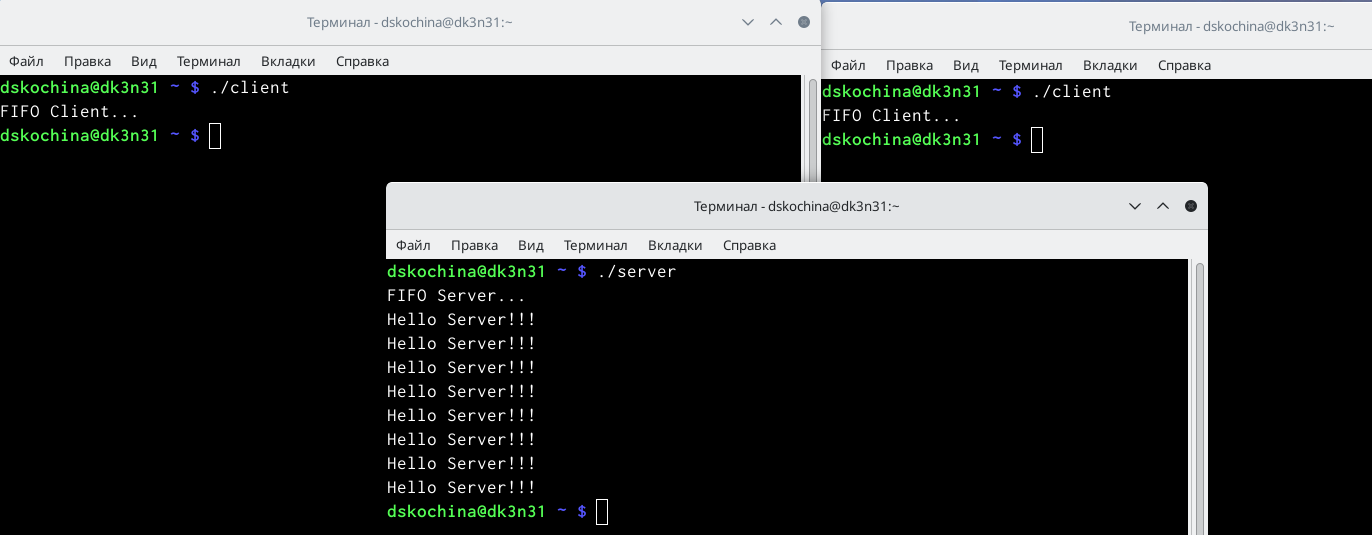 Терминал - dskochina@dk3n31:~
Файл Правка Вид Терминал Вкладки Справка
dskochina@dk3n31 ~ $ ./client
FIFO Client...
dskochina@dk3n31 ~ $
Терминал - dskochina@dk3n31:~
Файл Правка Вид Терминал Вкладки Справка
dskochina@dk3n31 ~ $ ./client
FIFO Client...
dskochina@dk3n31 ~ $
Терминал - dskochina@dk3n31:~
Файл Правка Вид Терминал Вкладки Справка
dskochina@dk3n31 ~ $ ./server
FIFO Server...
Hello Server!!!
Hello Server!!!
Hello Server!!!
Hello Server!!!
Hello Server!!!
Hello Server!!!
Hello Server!!!
Hello Server!!!
dskochina@dk3n31 ~ $